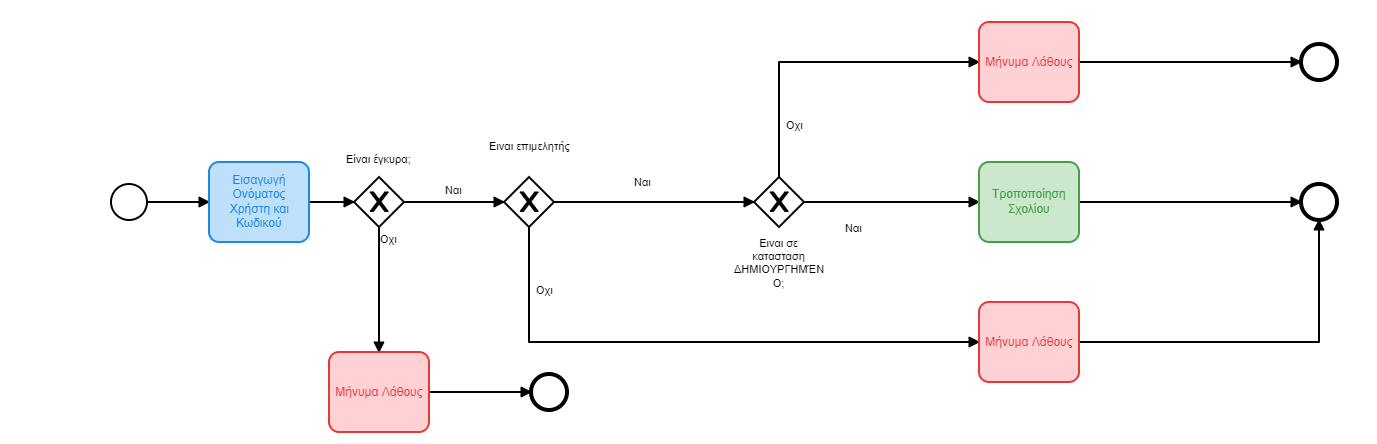 Μήνυμα Λάθους
Οχι
Είναι έγκυρα;
Ειναι επιμελητής
Εισαγωγή
Ονόματος
Χρήστη και
Κωδικού
Ναι
Ναι
Τροποποίηση
Σχολίου
Ναι
Οχι
Ειναι σε
κατασταση
ΔΗΜΙΟΥΡΓΗΜΈΝ
Ο;
Οχι
Μήνυμα Λάθους
Μήνυμα Λάθους